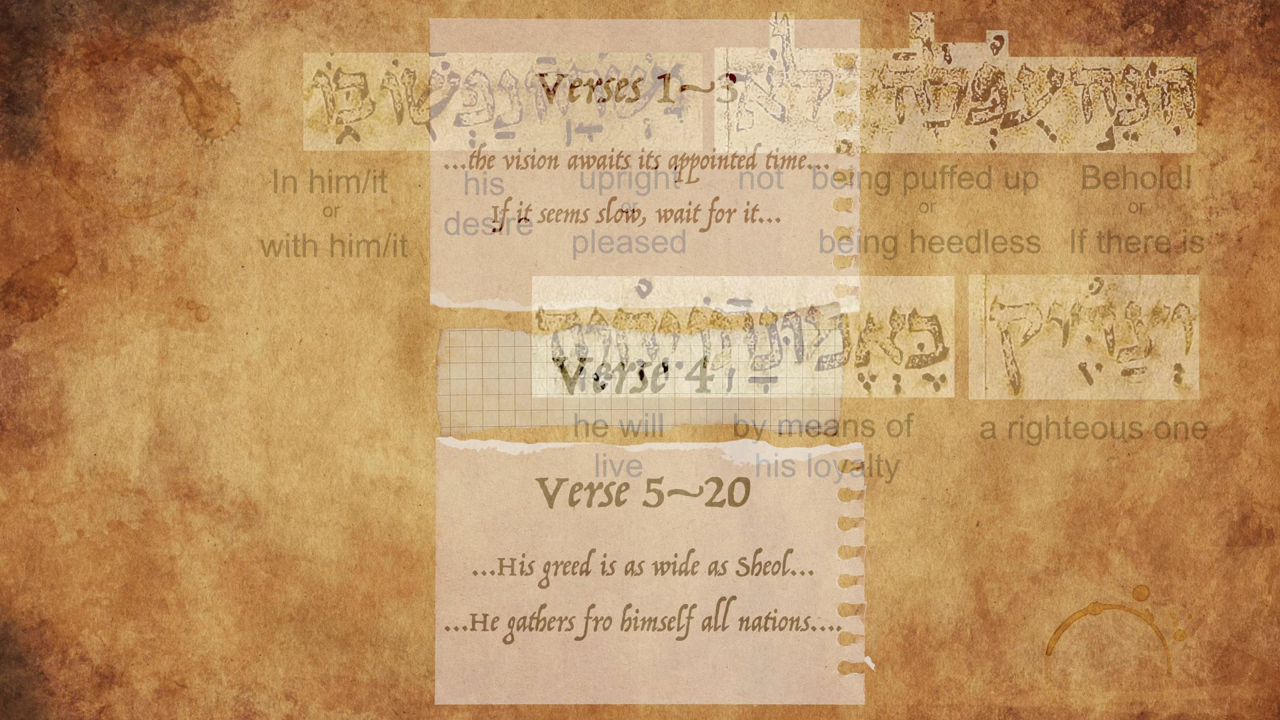 הִנֵּה עֻפְּלָה לֹא יָשְׁרָה נַפְשׁוֹ בּוֹ
Verses 1~3
...the vision awaits its appointed time...
In him/it his upright not being puffed up Behold!
or or or or
If it seems slow, wait for it...
with him/it desire pleased being heedless If there is
וְצַדִּיק בֶּאֱמוּנָתוֹ יִחְיֶה
Verse 4
he will by means of a righteous one
live his loyalty
Verse 5~20
...His greed is as wide as Sheol...
...He gathers fro himself all nations....